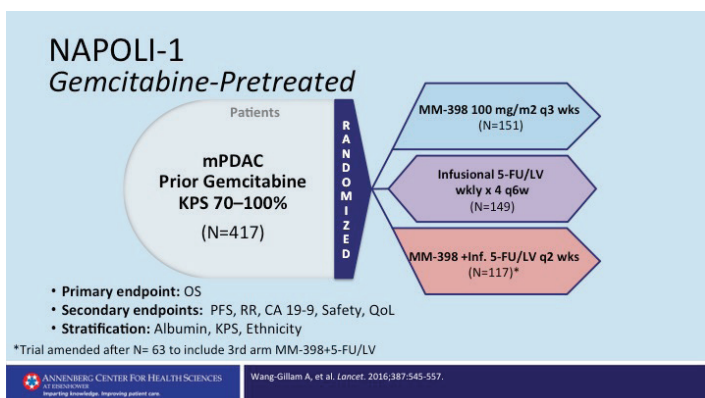 NAPOLI-1
Gemcitabine-Pretreated
Patients
mPDAC
Prior Gemcitabine
KPS 70–100%
(N=417)
RANDOMIZED
MM-398 100 mg/m2 q3 wks
(N=151)
Infusional 5-FU/LV
wkly x 4 q6w
(N=149)
MM-398 +Inf. 5-FU/LV q2 wks
(N=117)*
• Primary endpoint: OS
• Secondary endpoints: PFS, RR, CA 19-9, Safety, QoL
• Stratification: Albumin, KPS, Ethnicity
*Trial amended after N= 63 to include 3rd arm MM-398+5-FU/LV
ANNENBERG CENTER FOR HEALTH SCIENCES
AT EISENHOWER
Imparting knowledge. Improving patient care.
Wang-Gillam A, et al. Lancet. 2016;387:545-557.